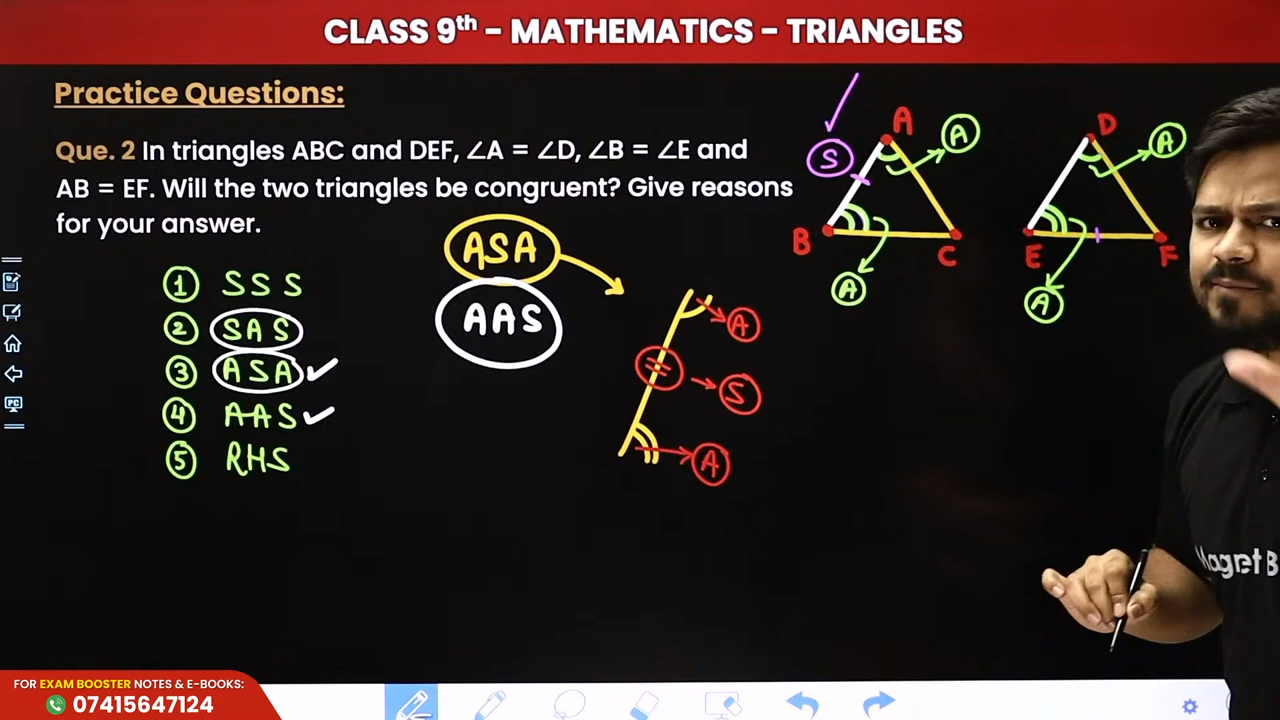 CLASS 9th - MATHEMATICS - TRIANGLES
Practice Questions:
Que. 2 In triangles ABC and DEF, ∠A = ∠D, ∠B = ∠E and
AB = EF. Will the two triangles be congruent? Give reasons
for your answer.
① SSS
② SAS
③ ASA ✓
④ AAS ✓
⑤ RHS
ASA
AAS
A
S
A
A
S
A
B
C
A
D
A
E
F
A
Magnet B
PC
FOR EXAM BOOSTER NOTES & E-BOOKS:
07415647124